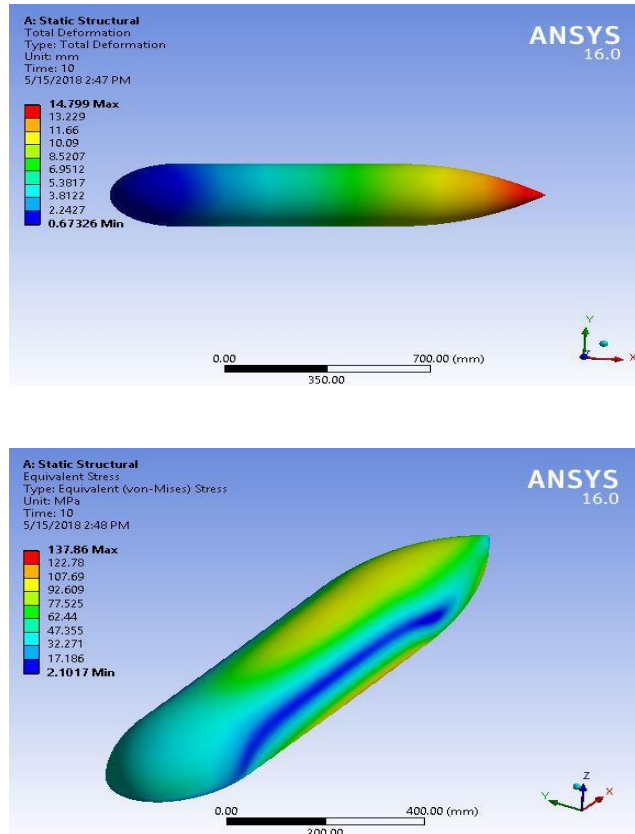 A: Static Structural
Total Deformation
Type: Total Deformation
Unit: mm
Time: 10
5/15/2018 2:47 PM
ANSYS
16.0
14.799 Max
13.229
11.66
10.09
8.5207
6.9512
5.3817
3.8122
2.2427
0.67326 Min
0.00
700.00 (mm)
350.00
Y
Z
X
A: Static Structural
Equivalent Stress
Type: Equivalent (von-Mises) Stress
Unit: MPa
Time: 10
5/15/2018 2:48 PM
ANSYS
16.0
137.86 Max
122.78
107.69
92.609
77.525
62.44
47.355
32.271
17.186
2.1017 Min
0.00
400.00 (mm)
200.00
Z
Y
X